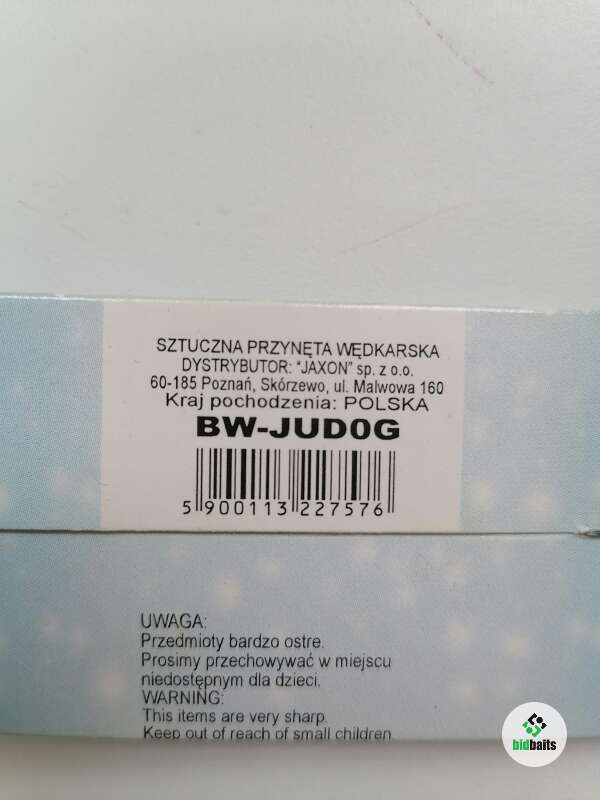 SZTUCZNA PRZYNĘTA WĘDKARSKA
DYSTRYBUTOR: "JAXON" sp. z o.o.
60-185 Poznań, Skórzewo, ul. Malwowa 160
Kraj pochodzenia: POLSKA
BW-JUD0G
5 900113 227576
UWAGA:
Przedmioty bardzo ostre.
Prosimy przechowywać w miejscu
niedostępnym dla dzieci.
WARNING:
This items are very sharp.
Keep out of reach of small children.
bidbaits